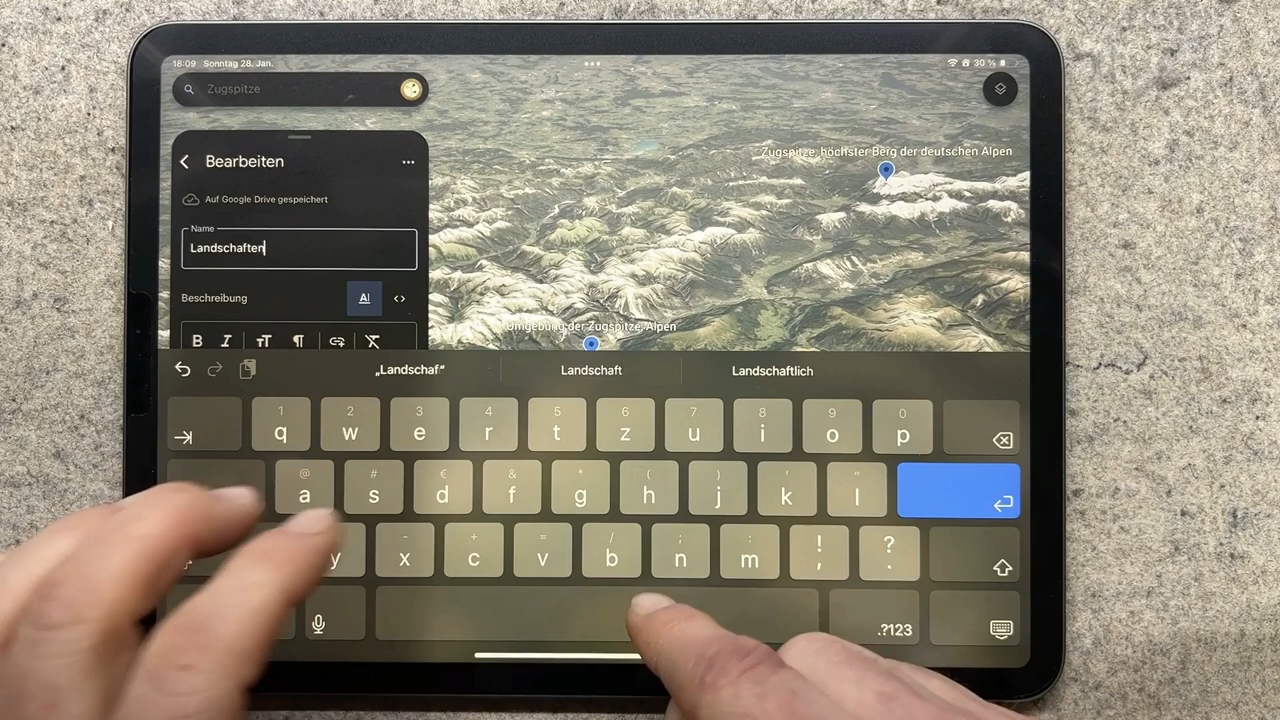 18:09 Sonntag 28. Jan.
30 %
Zugspitze
Bearbeiten
Auf Google Drive gespeichert
Name
Landschaften
Beschreibung
AI
<>
B I TT ¶
Zugspitze, höchster Berg der deutschen Alpen
Umgebung der Zugspitze, Alpen
„Landschaf“ Landschaft Landschaftlich
1 2 3 4 5 6 7 8 9 0
q w e r t z u i o p
@ # € & * ( ) ' "
a s d f g h j k l
- + = / ; : ! ?
y x c v b n m , .
.?123